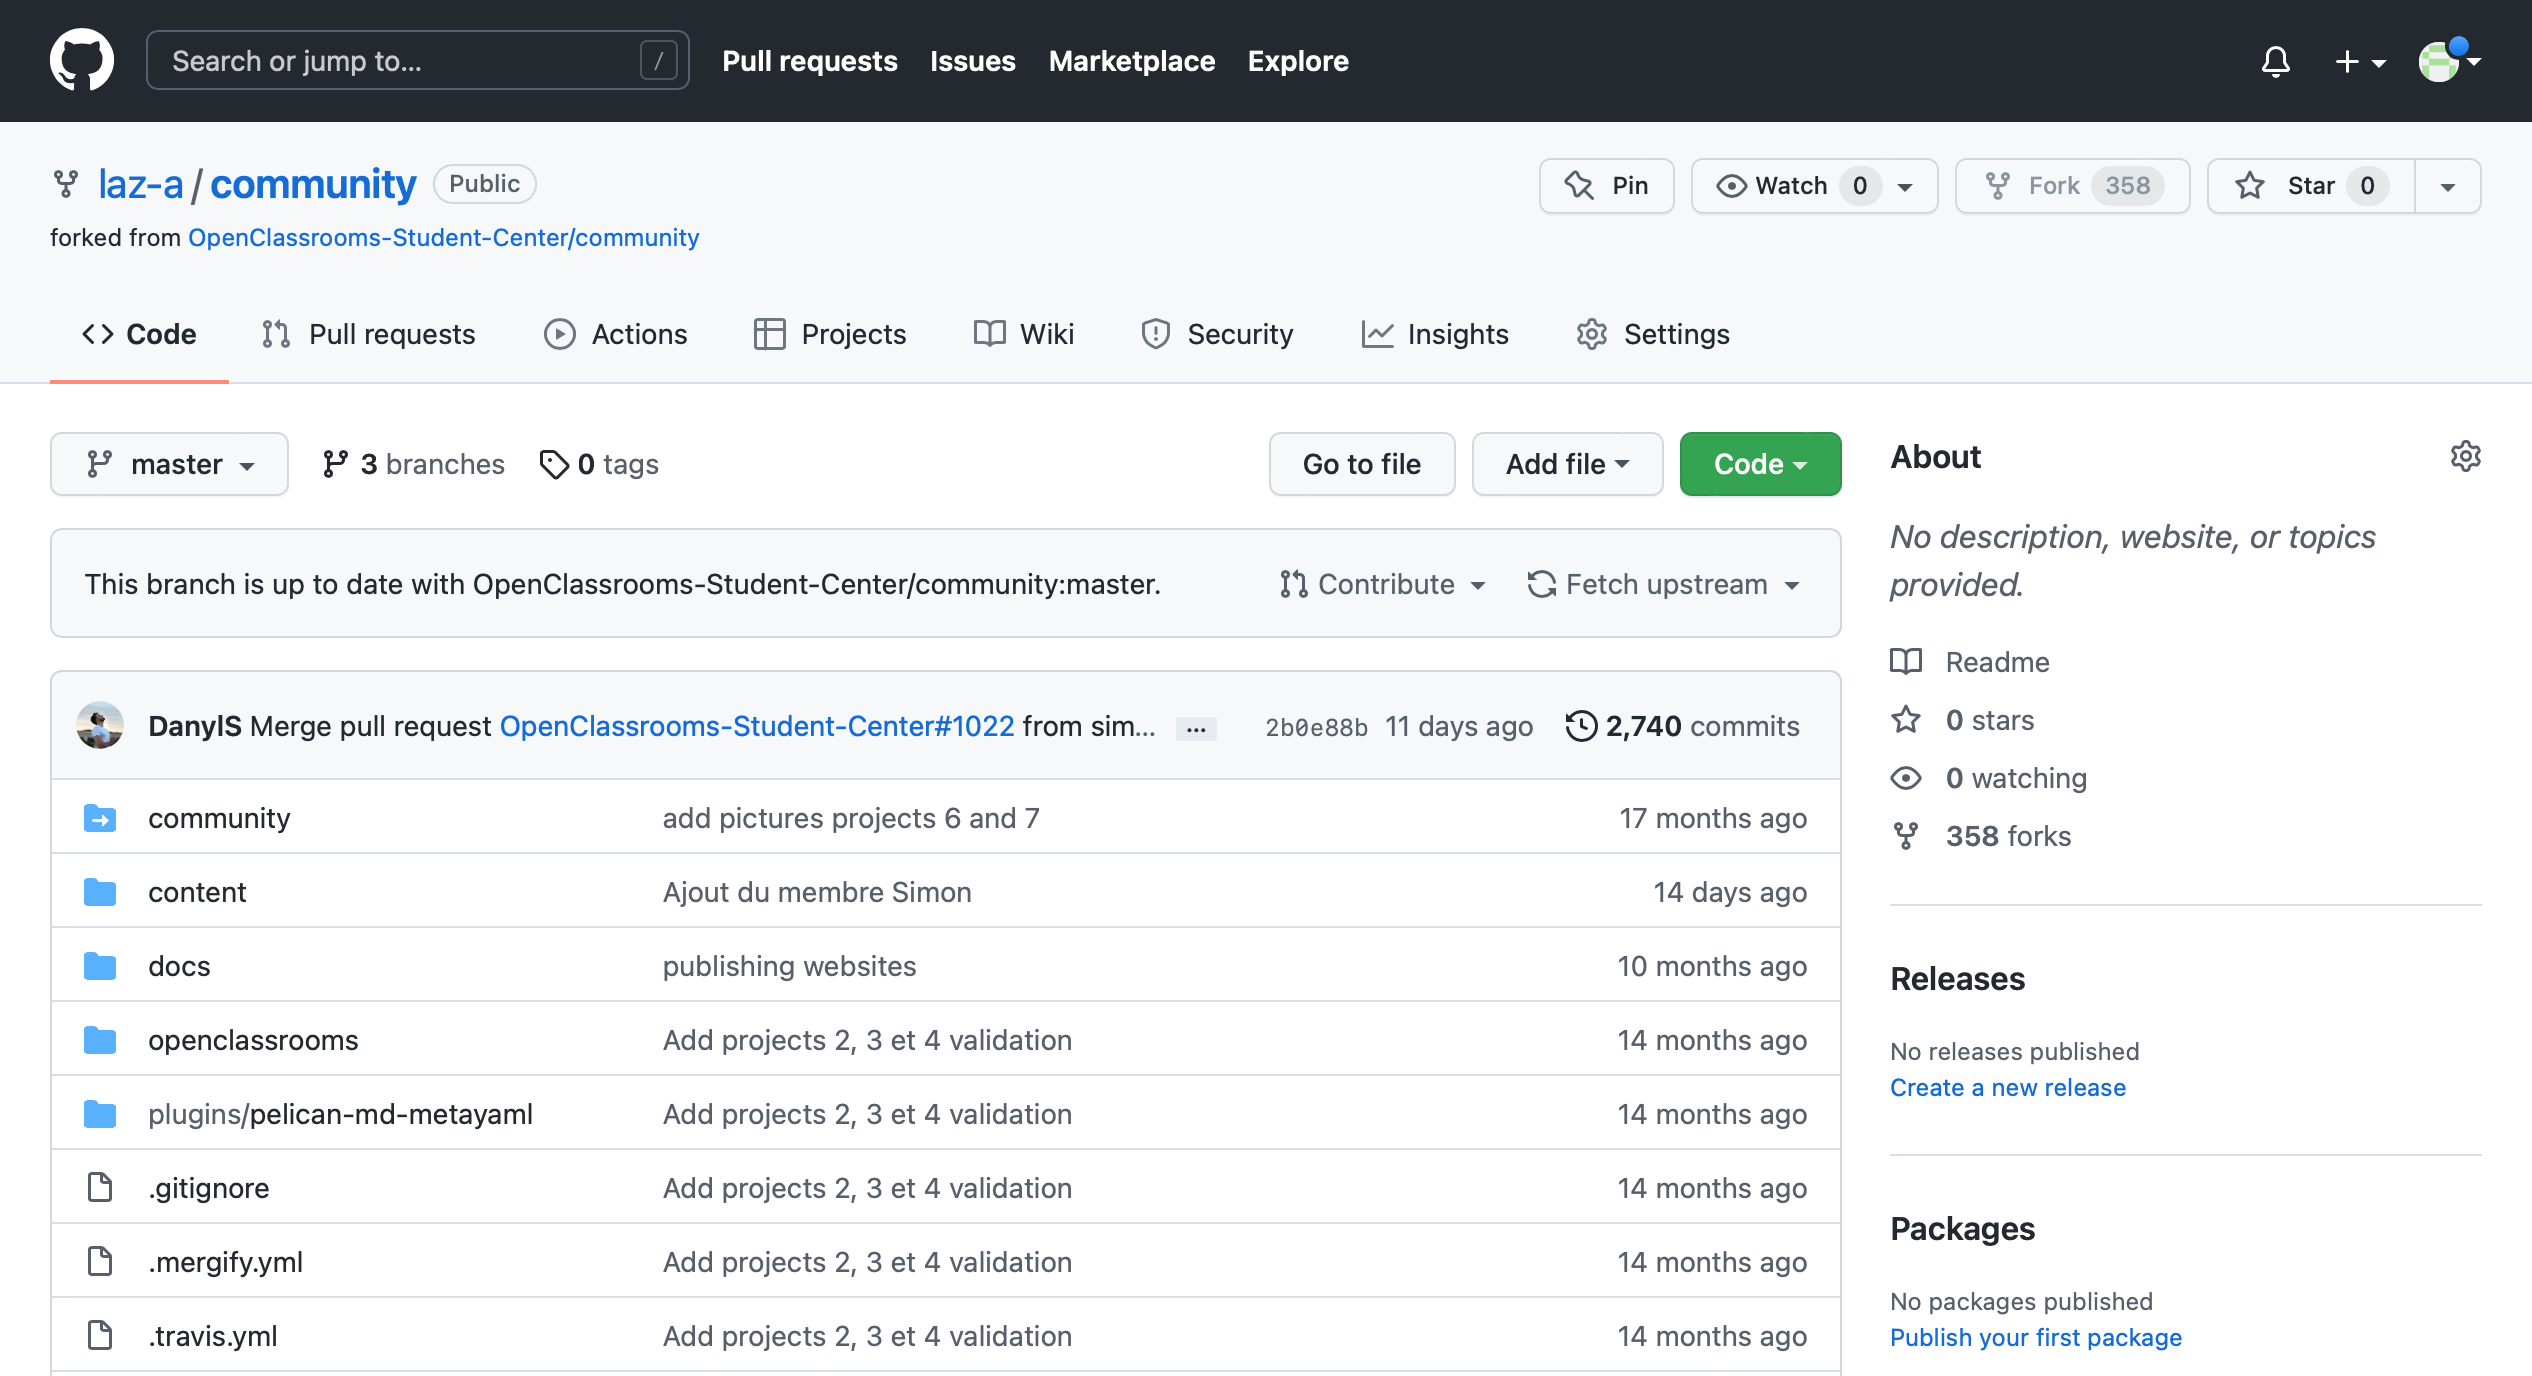 Search or jump to... /
Pull requests Issues Marketplace Explore
laz-a / community Public
Pin Watch 0 Fork 358 Star 0
forked from OpenClassrooms-Student-Center/community
Code Pull requests Actions Projects Wiki Security Insights Settings
master 3 branches 0 tags
Go to file Add file Code
This branch is up to date with OpenClassrooms-Student-Center/community:master.
Contribute Fetch upstream
DanylS Merge pull request OpenClassrooms-Student-Center#1022 from sim... ... 2b0e88b 11 days ago 2,740 commits
community add pictures projects 6 and 7 17 months ago
content Ajout du membre Simon 14 days ago
docs publishing websites 10 months ago
openclassrooms Add projects 2, 3 et 4 validation 14 months ago
plugins/pelican-md-metayaml Add projects 2, 3 et 4 validation 14 months ago
.gitignore Add projects 2, 3 et 4 validation 14 months ago
.mergify.yml Add projects 2, 3 et 4 validation 14 months ago
.travis.yml Add projects 2, 3 et 4 validation 14 months ago
About
No description, website, or topics
provided.
Readme
0 stars
0 watching
358 forks
Releases
No releases published
Create a new release
Packages
No packages published
Publish your first package